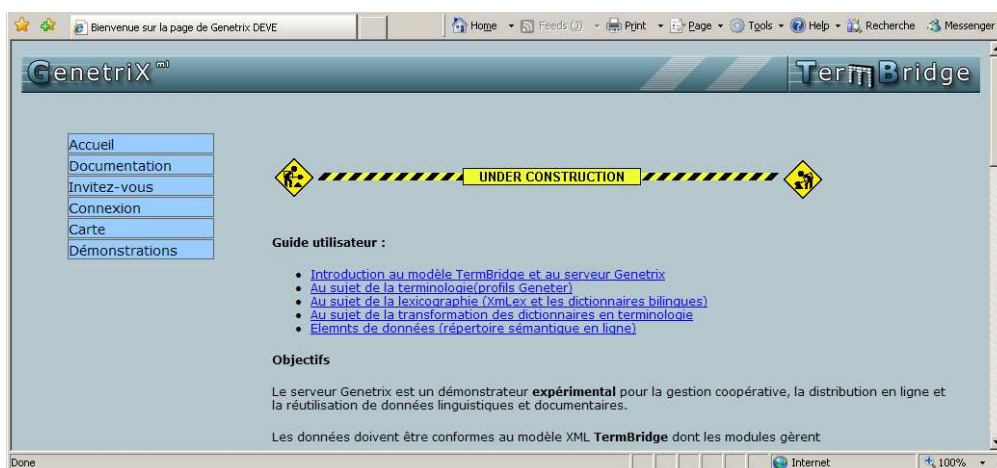 Bienvenue sur la page de Genetrix DEVE
Home Feeds (J) Print Page Tools Help Recherche Messenger
GenetriX ml TermBridge
Accueil
Documentation
Invitez-vous
Connexion
Carte
Démonstrations
UNDER CONSTRUCTION
Guide utilisateur :
Introduction au modèle TermBridge et au serveur Genetrix
Au sujet de la terminologie(profils Geneter)
Au sujet de la lexicographie (XmLex et les dictionnaires bilingues)
Au sujet de la transformation des dictionnaires en terminologie
Elemnts de données (répertoire sémantique en ligne)
Objectifs
Le serveur Genetrix est un démonstrateur expérimental pour la gestion coopérative, la distribution en ligne et
la réutilisation de données linguistiques et documentaires.
Les données doivent être conformes au modèle XML TermBridge dont les modules gèrent
Done Internet 100%